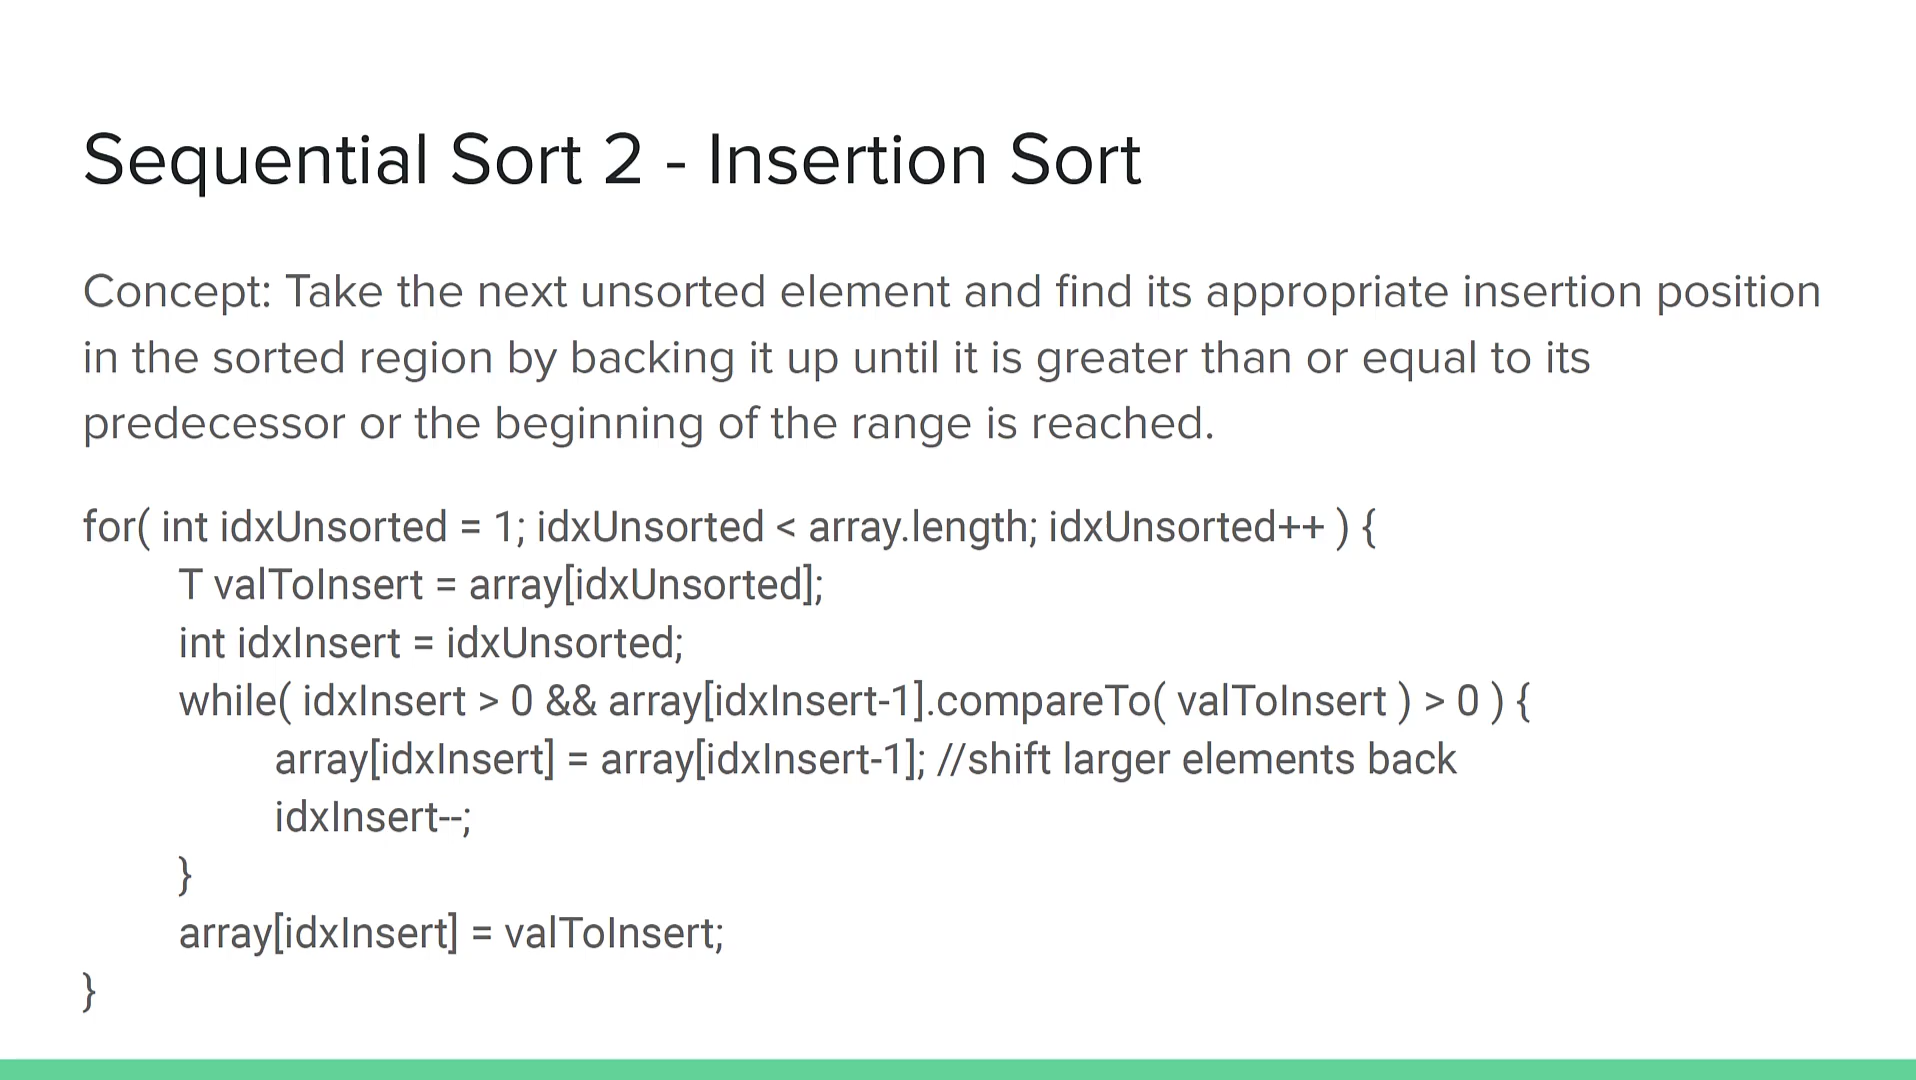 Sequential Sort 2 - Insertion Sort
Concept: Take the next unsorted element and find its appropriate insertion position
in the sorted region by backing it up until it is greater than or equal to its
predecessor or the beginning of the range is reached.
for( int idxUnsorted = 1; idxUnsorted < array.length; idxUnsorted++ ) {
T valToInsert = array[idxUnsorted];
int idxInsert = idxUnsorted;
while( idxInsert > 0 && array[idxInsert-1].compareTo( valToInsert ) > 0 ) {
array[idxInsert] = array[idxInsert-1]; //shift larger elements back
idxInsert--;
}
array[idxInsert] = valToInsert;
}